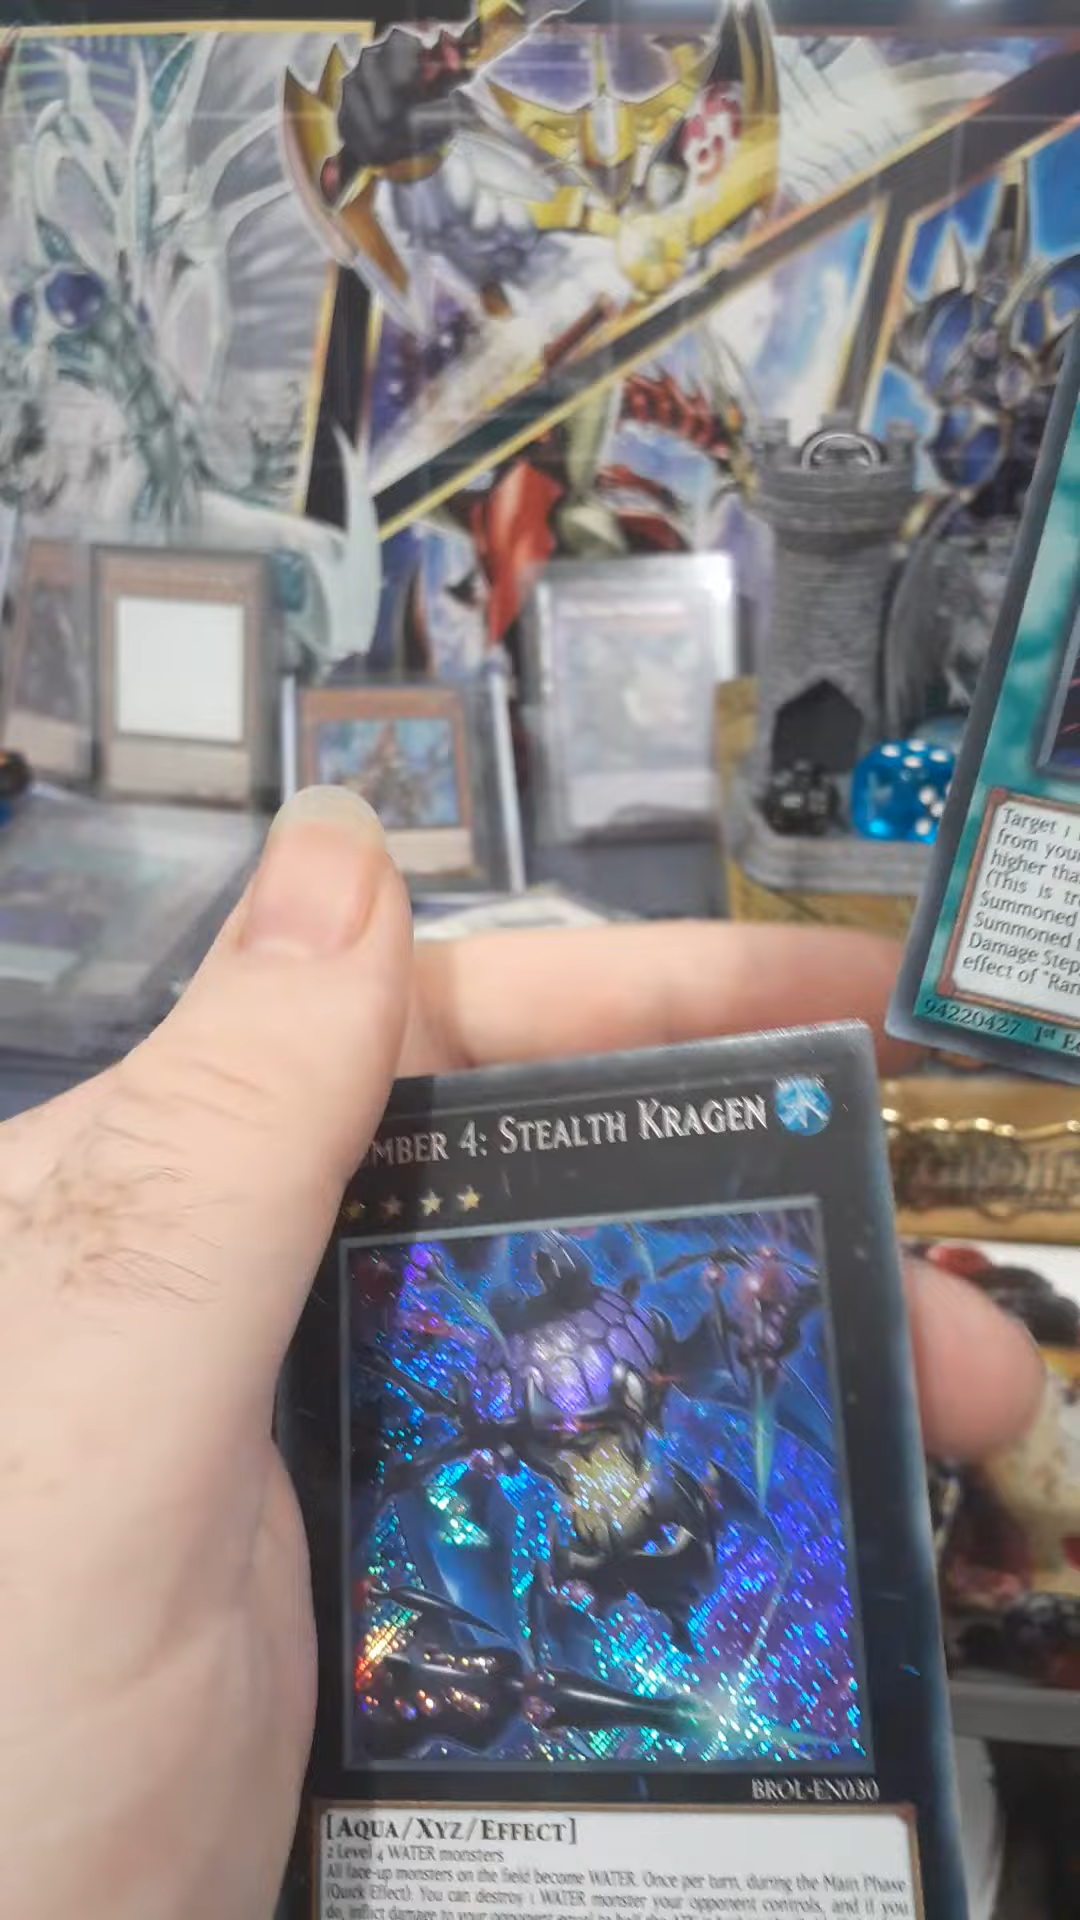 Target 1
from your
higher tha
(This is tr
Summoned
Summoned
Damage Step
effect of "Ran
94220427 1st Ed
MBER 4: STEALTH KRAGEN
BROL-EN030
[AQUA/XYZ/EFFECT]
2 Level 4 WATER monsters
All face-up monsters on the field become WATER. Once per turn, during the Main Phase
(Quick Effect): You can destroy 1 WATER monster your opponent controls, and if you
do, inflict damage to your opponent equal to half the ATK